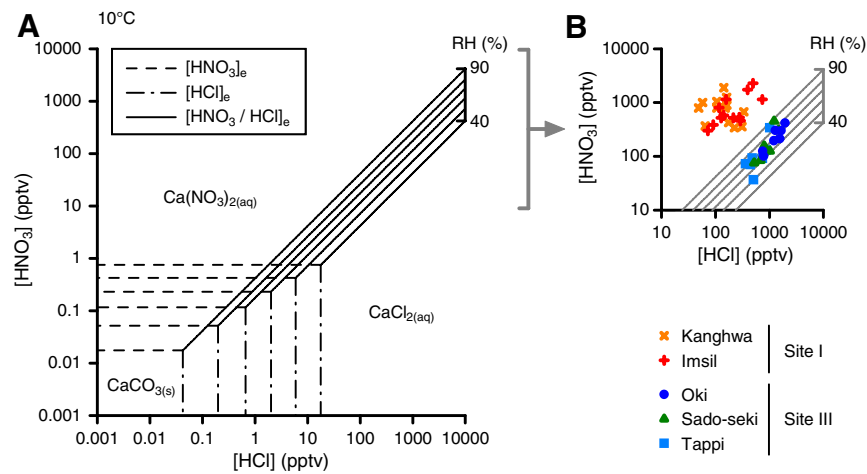 A
10°C
RH (%)
90
40
[HNO3]e
[HCl]e
[HNO3 / HCl]e
Ca(NO3)2(aq)
CaCl2(aq)
CaCO3(s)
[HNO3] (pptv)
10000
1000
100
10
1
0.1
0.01
0.001
0.001 0.01 0.1 1 10 100 1000 10000
[HCl] (pptv)
B
RH (%)
90
40
[HNO3] (pptv)
10000
1000
100
10
10 100 1000 10000
[HCl] (pptv)
Kanghwa
Imsil
Site I
Oki
Sado-seki
Tappi
Site III